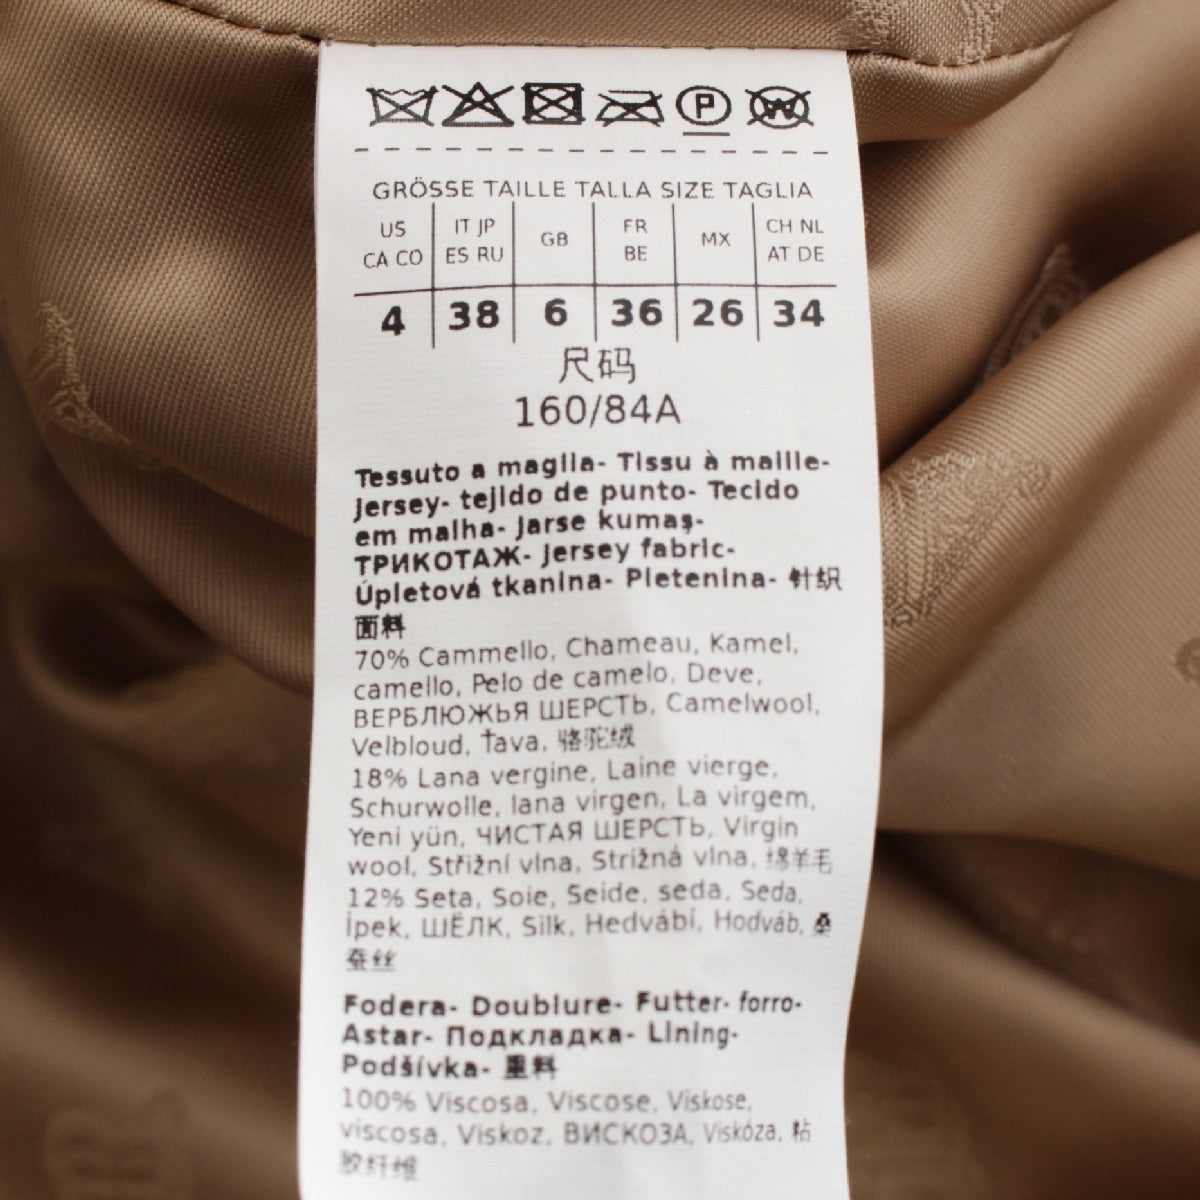 GRÖSSE TAILLE TALLA SIZE TAGLIA
US
CA CO
IT JP
ES RU
GB
FR
BE
MX
CH NL
AT DE
4 38 6 36 26 34
尺码
160/84A
Tessuto a maglia- Tissu à maille-
Jersey- tejido de punto- Tecido
em malha- Jarse kumaş-
ТРИКОТАЖ- Jersey fabric-
Úpletová tkanina- Pletenina- 针织
面料
70% Cammello, Chameau, Kamel,
camello, Pelo de camelo, Deve,
ВЕРБЛЮЖЬЯ ШЕРСТЬ, Camelwool,
Velbloud, Ťava, 骆驼绒
18% Lana vergine, Laine vierge,
Schurwolle, lana virgen, La virgem,
Yeni yün, ЧИСТАЯ ШЕРСТЬ, Virgin
wool, Střižní vlna, Strižná vlna, 绵羊毛
12% Seta, Soie, Seide, seda, Seda,
İpek, ШЁЛК, Silk, Hedvábí, Hodváb, 桑
蚕丝
Fodera- Doublure- Futter- forro-
Astar- Подкладка- Lining-
Podšívka- 里料
100% Viscosa, Viscose, Viskose,
viscosa, Viskoz, ВИСКОЗА, Viskóza, 粘
胶纤维